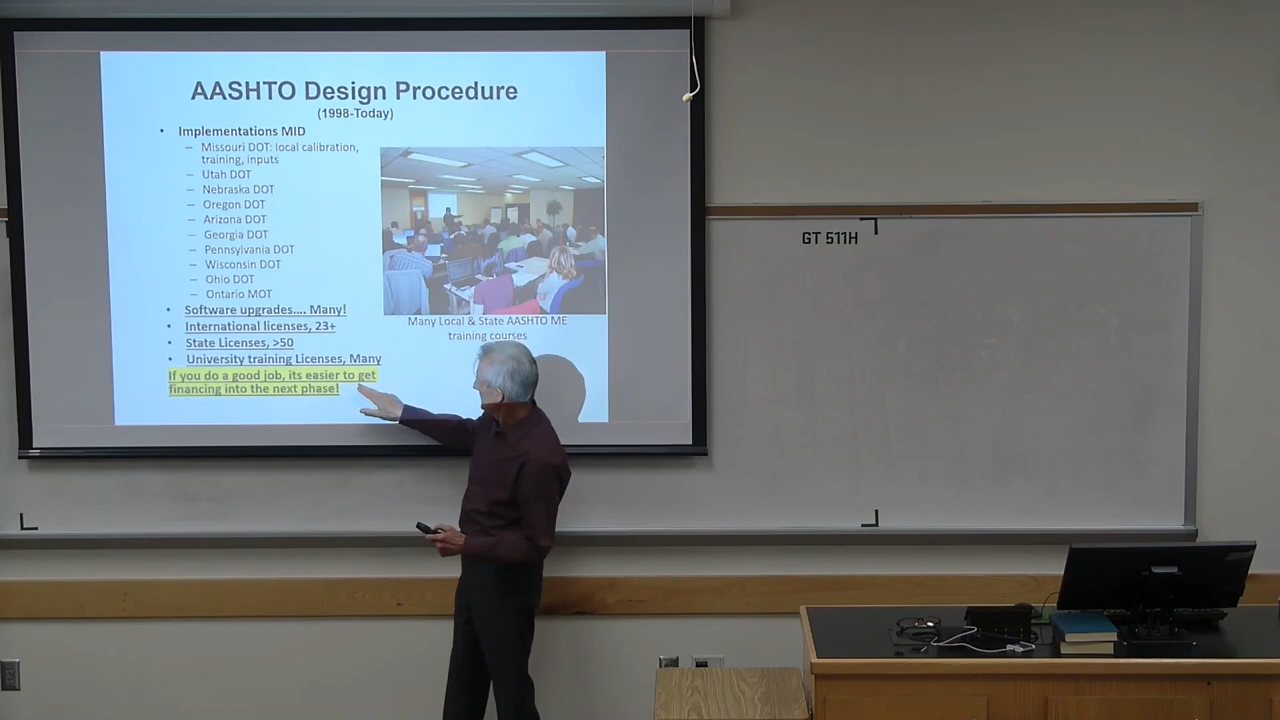 AASHTO Design Procedure
(1998-Today)
• Implementations MID
– Missouri DOT: local calibration,
training, inputs
– Utah DOT
– Nebraska DOT
– Oregon DOT
– Arizona DOT
– Georgia DOT
– Pennsylvania DOT
– Wisconsin DOT
– Ohio DOT
– Ontario MOT
• Software upgrades.... Many!
• International licenses, 23+
• State Licenses, >50
• University training Licenses, Many
If you do a good job, its easier to get
financing into the next phase!
Many Local & State AASHTO ME
training courses
GT 511H